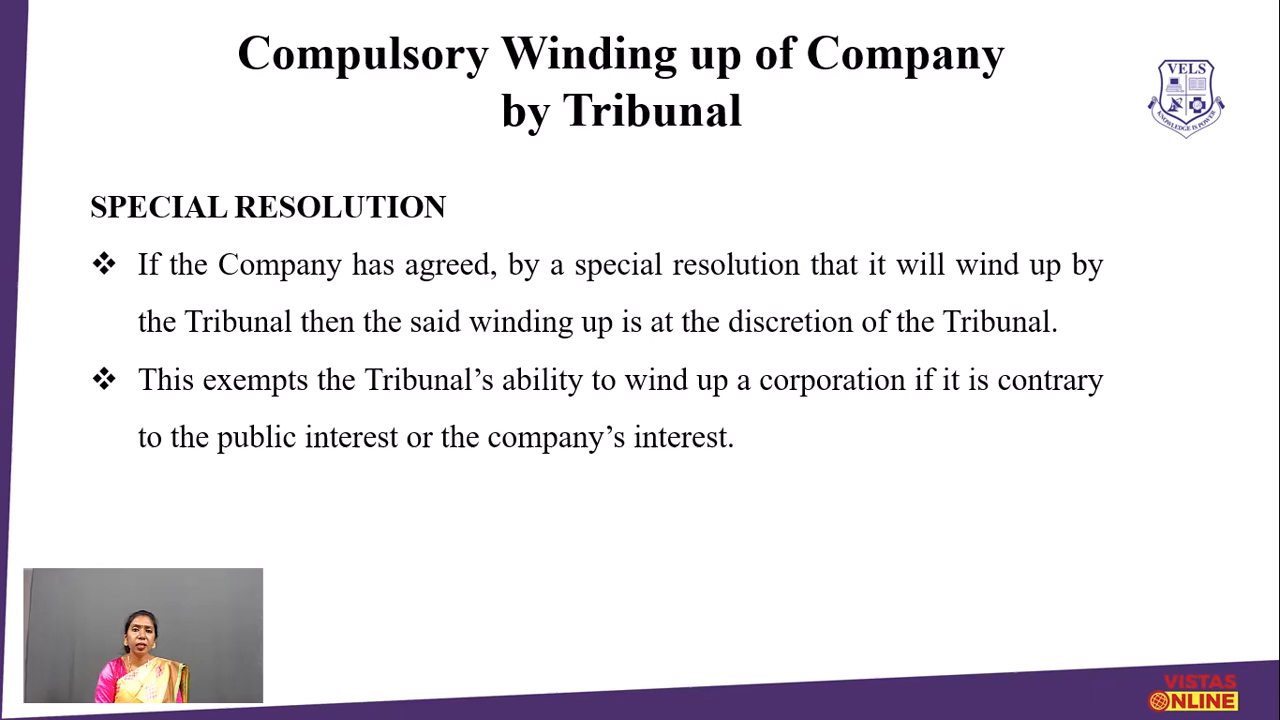 Compulsory Winding up of Company
by Tribunal
VELS
KNOWLEDGE IS POWER
SPECIAL RESOLUTION
❖ If the Company has agreed, by a special resolution that it will wind up by
the Tribunal then the said winding up is at the discretion of the Tribunal.
❖ This exempts the Tribunal’s ability to wind up a corporation if it is contrary
to the public interest or the company’s interest.
VISTAS
ONLINE